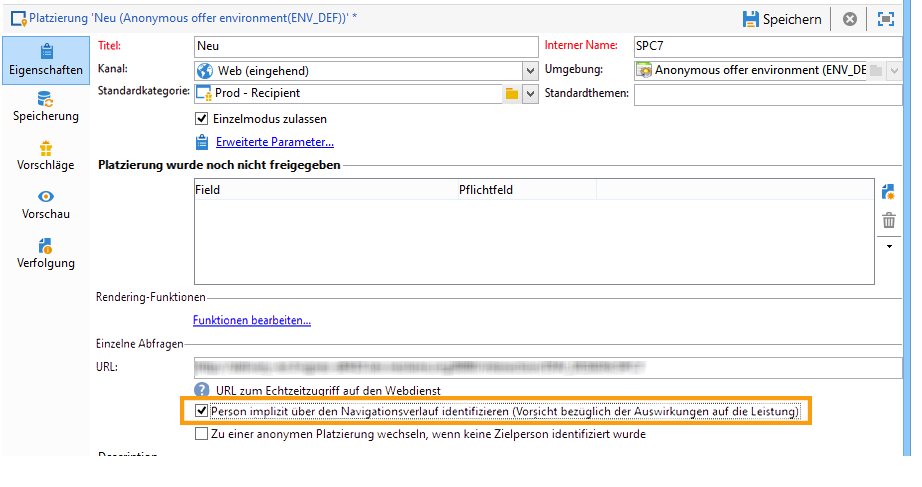 Platzierung 'Neu (Anonymous offer environment(ENV_DEF))' *
Speichern
Eigenschaften
Speicherung
Vorschläge
Vorschau
Verfolgung
Titel: Neu Interner Name: SPC7
Kanal: Web (eingehend) Umgebung: Anonymous offer environment (ENV_DE
Standardkategorie: Prod - Recipient Standardthemen:
Einzelmodus zulassen
Erweiterte Parameter...
Platzierung wurde noch nicht freigegeben
Field Pflichtfeld
Rendering-Funktionen
Funktionen bearbeiten...
Einzelne Abfragen
URL:
? URL zum Echtzeitzugriff auf den Webdienst
Person implizit über den Navigationsverlauf identifizieren (Vorsicht bezüglich der Auswirkungen auf die Leistung)
Zu einer anonymen Platzierung wechseln, wenn keine Zielperson identifiziert wurde
Description